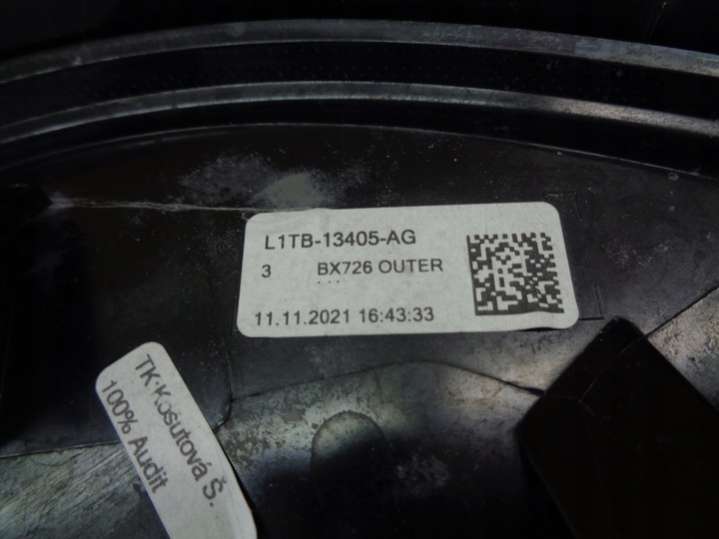 L1TB-13405-AG
3 BX726 OUTER
11.11.2021 16:43:33
TK-Kosutová Š.
100% Audit